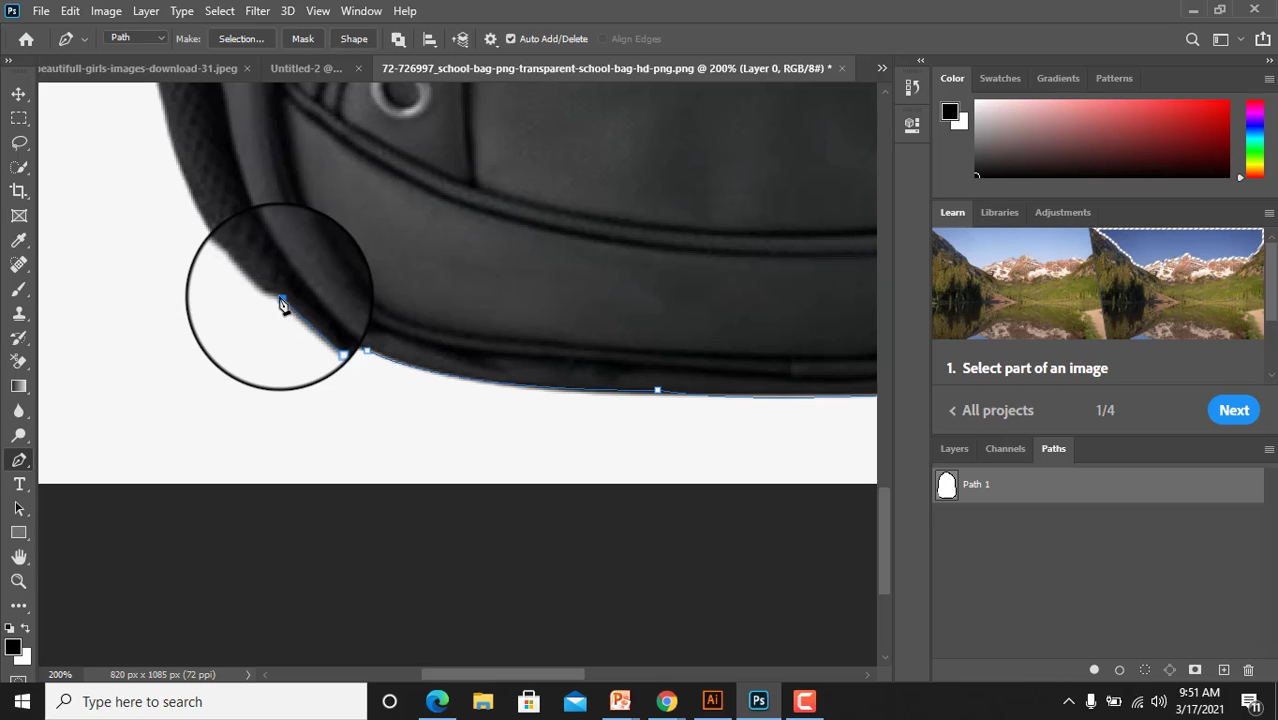 Ps File Edit Image Layer Type Select Filter 3D View Window Help
Path Make: Selection... Mask Shape Auto Add/Delete Align Edges
beautifull-girls-images-download-31.jpeg × Untitled-2 @... × 72-726997_school-bag-png-transparent-school-bag-hd-png.png @ 200% (Layer 0, RGB/8#) * ×
Color Swatches Gradients Patterns
Learn Libraries Adjustments
1. Select part of an image
All projects 1/4 Next
Layers Channels Paths
Path 1
200% 820 px x 1085 px (72 ppi)
Type here to search
Ai Ps
9:51 AM
3/17/2021
11